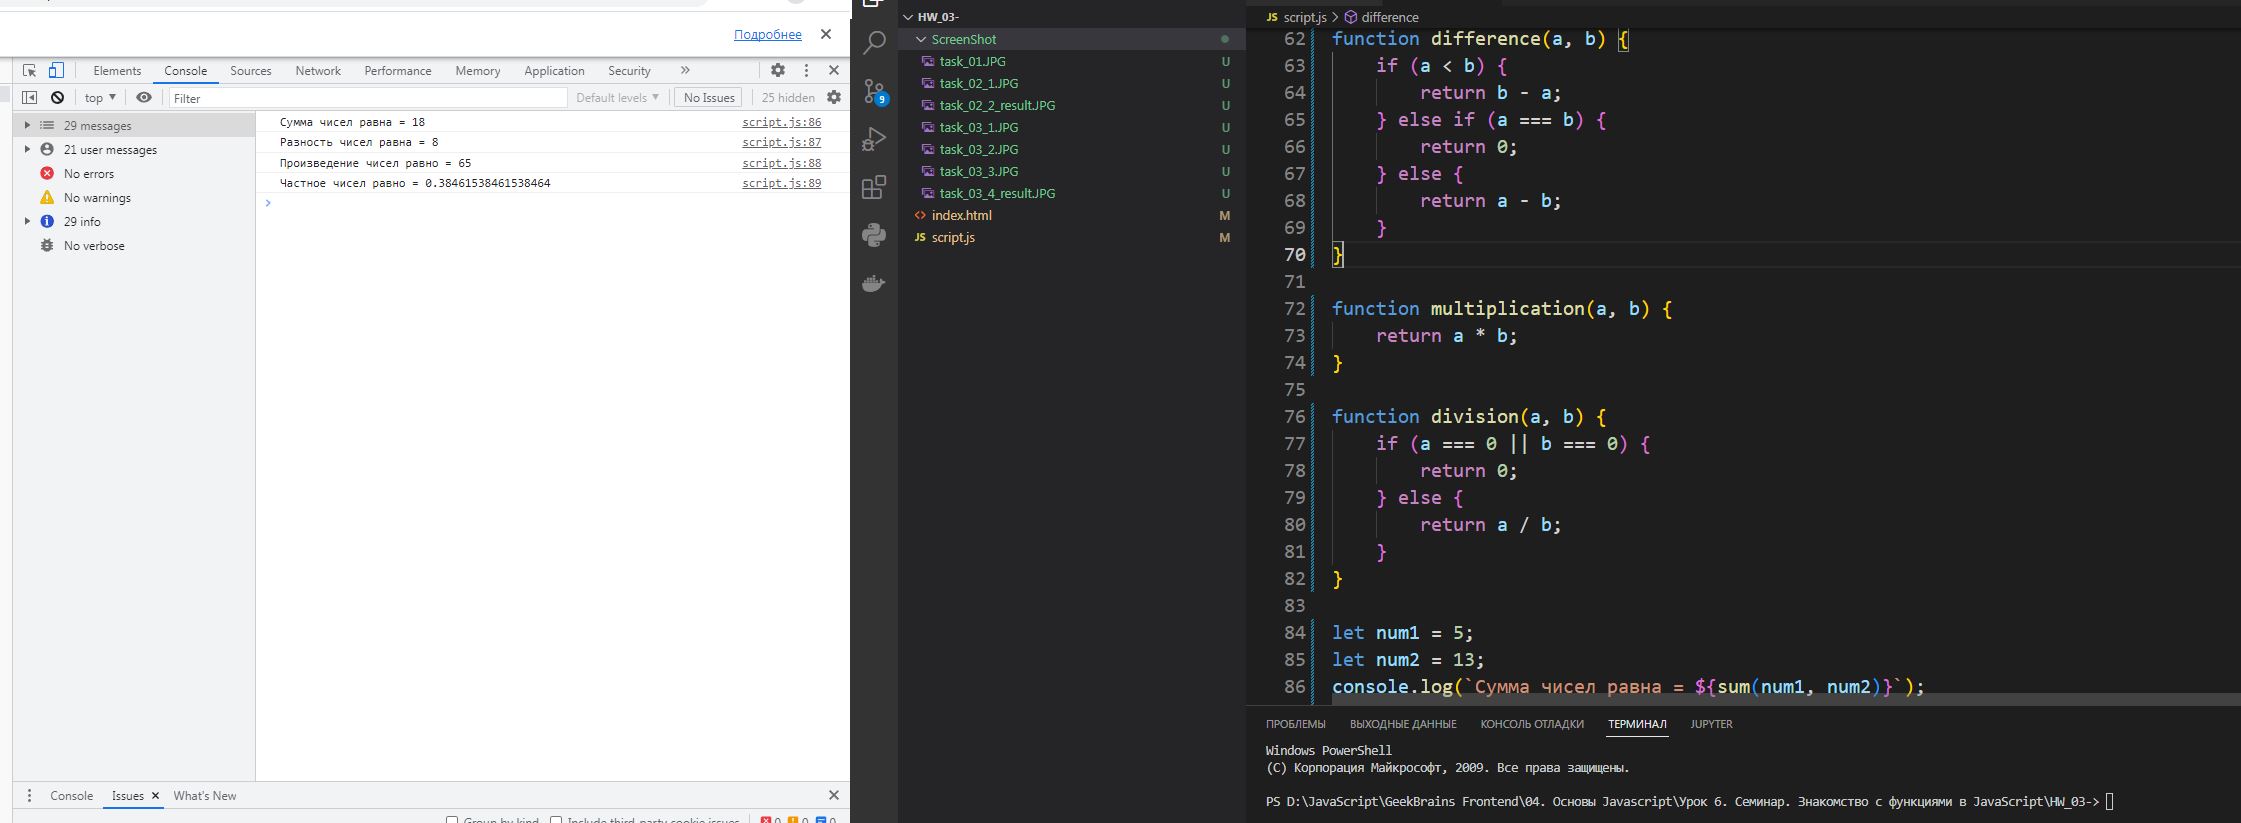 Подробнее
Elements Console Sources Network Performance Memory Application Security
top Filter Default levels No Issues 25 hidden
29 messages
21 user messages
No errors
No warnings
29 info
No verbose
Сумма чисел равна = 18 script.js:86
Разность чисел равна = 8 script.js:87
Произведение чисел равно = 65 script.js:88
Частное чисел равно = 0.38461538461538464 script.js:89
Console Issues What's New
Group by kind Include third-party cookie issues 0 0 0
9
HW_03-
ScreenShot
task_01.JPG U
task_02_1.JPG U
task_02_2_result.JPG U
task_03_1.JPG U
task_03_2.JPG U
task_03_3.JPG U
task_03_4_result.JPG U
index.html M
JS script.js M
JS script.js > difference
62 function difference(a, b) {
63 if (a < b) {
64 return b - a;
65 } else if (a === b) {
66 return 0;
67 } else {
68 return a - b;
69 }
70 }
71
72 function multiplication(a, b) {
73 return a * b;
74 }
75
76 function division(a, b) {
77 if (a === 0 || b === 0) {
78 return 0;
79 } else {
80 return a / b;
81 }
82 }
83
84 let num1 = 5;
85 let num2 = 13;
86 console.log(`Сумма чисел равна = ${sum(num1, num2)}`);
ПРОБЛЕМЫ ВЫХОДНЫЕ ДАННЫЕ КОНСОЛЬ ОТЛАДКИ ТЕРМИНАЛ JUPYTER
Windows PowerShell
(C) Корпорация Майкрософт, 2009. Все права защищены.
PS D:\JavaScript\GeekBrains Frontend\04. Основы Javascript\Урок 6. Семинар. Знакомство с функциями в JavaScript\HW_03->